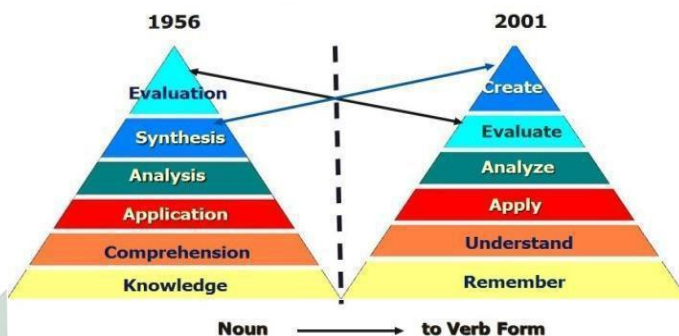 1956
2001
Evaluation
Synthesis
Analysis
Application
Comprehension
Knowledge
Create
Evaluate
Analyze
Apply
Understand
Remember
Noun to Verb Form